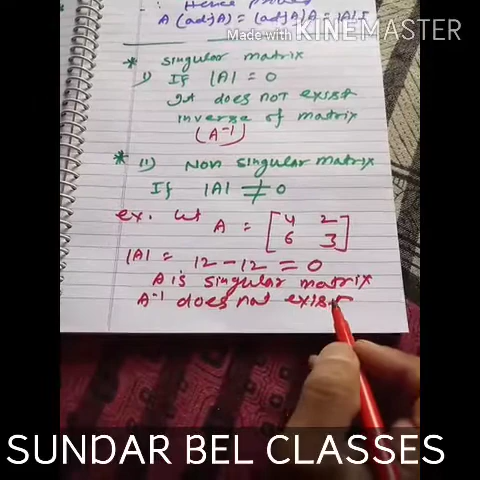 ∴ Hence Proved
A (adjA) = (adjA)A = |A|I
Made with KINEMASTER
* singular matrix
i) If |A| = 0
It does not exist
inverse of matrix
(A⁻¹)
* ii) Non singular matrix
If |A| ≠ 0
ex. let A = [4 2
6 3]
|A| = 12 - 12 = 0
A is singular matrix
A⁻¹ does not exist
SUNDAR BEL CLASSES